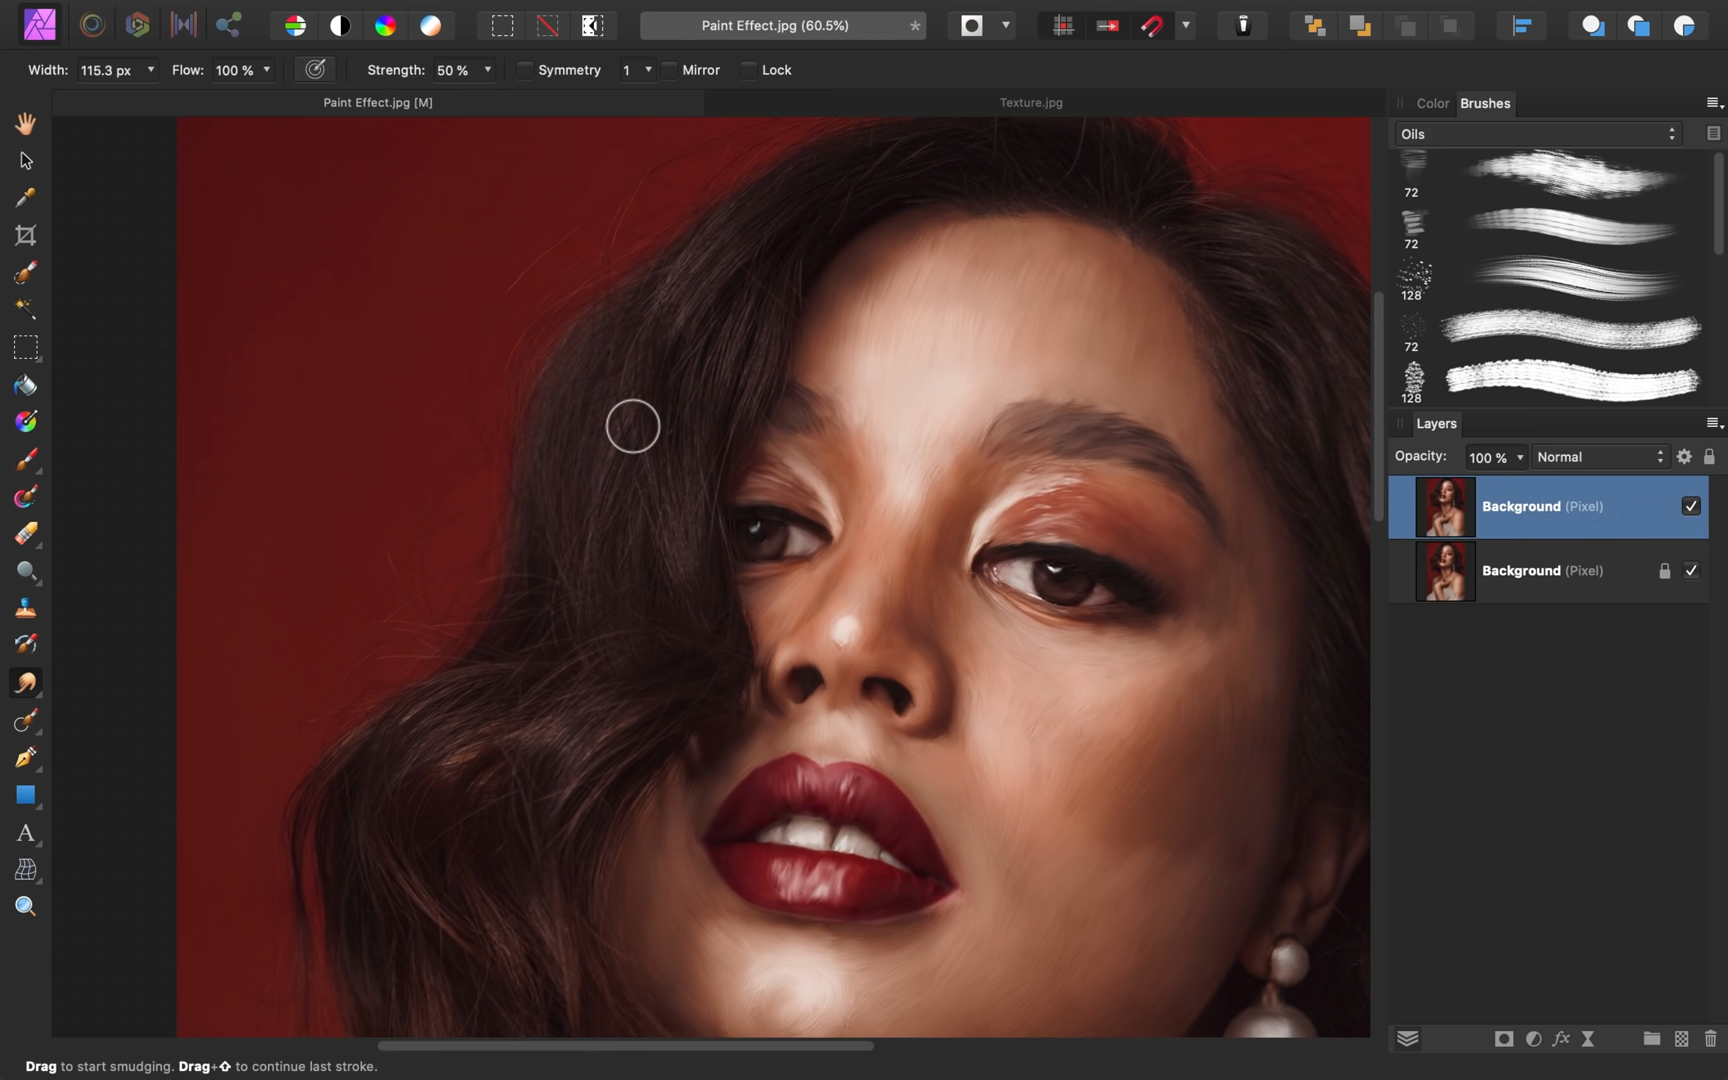 Paint Effect.jpg (60.5%)
*
Width: 115.3 px Flow: 100 % Strength: 50 % Symmetry 1 Mirror Lock
Paint Effect.jpg [M]
Texture.jpg
Color Brushes
Oils
72
72
128
72
128
Layers
Opacity: 100 % Normal
Background (Pixel)
Background (Pixel)
A
fx
Drag to start smudging. Drag+⇧ to continue last stroke.